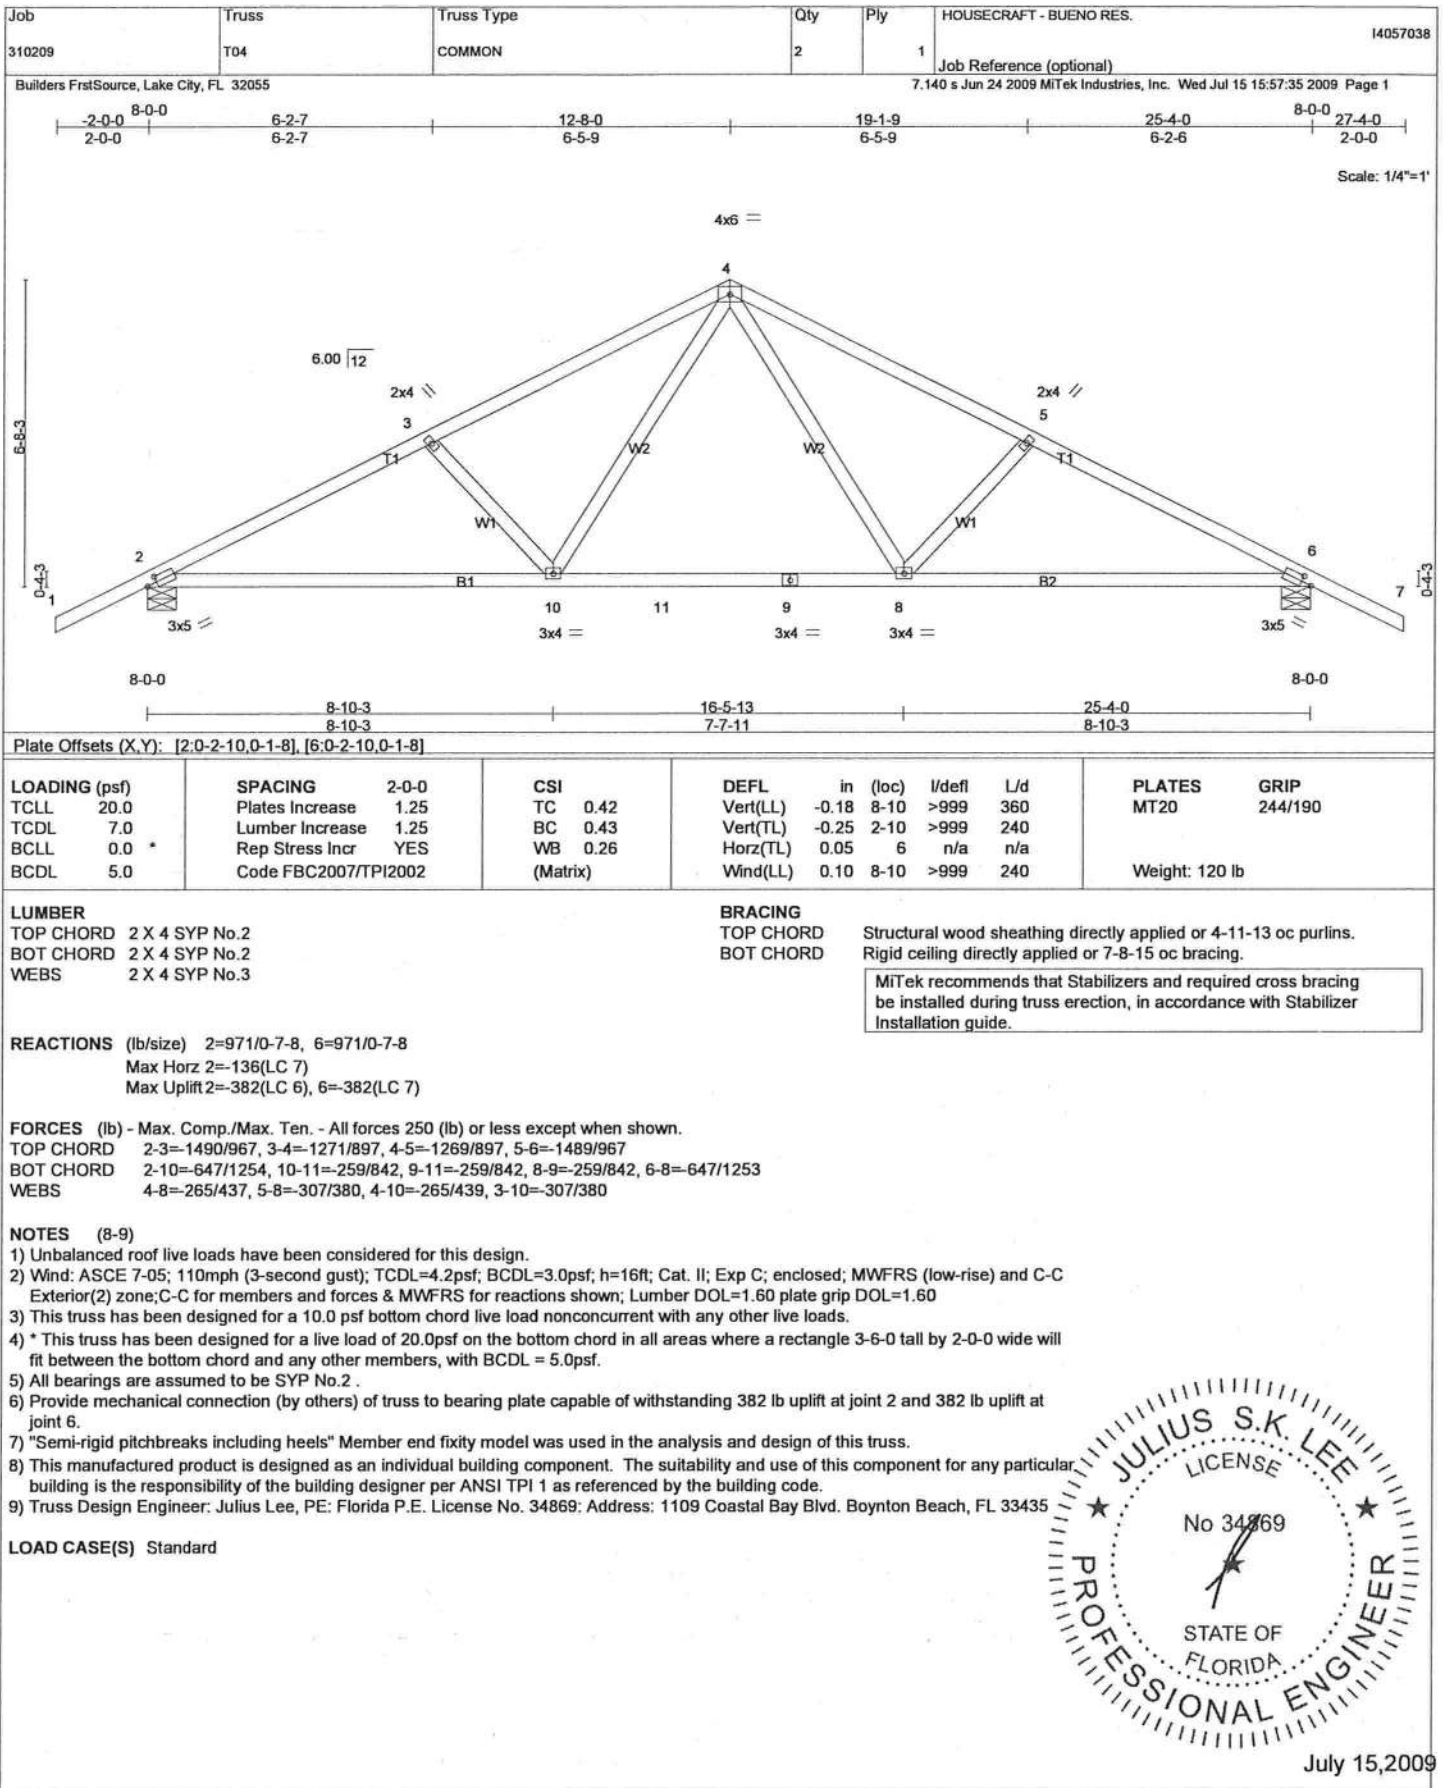 Job Truss Truss Type Qty Ply HOUSECRAFT - BUENO RES.
I4057038
310209 T04 COMMON 2 1
Job Reference (optional)
Builders FrstSource, Lake City, FL 32055 7.140 s Jun 24 2009 MiTek Industries, Inc. Wed Jul 15 15:57:35 2009 Page 1
8-0-0 8-0-0
-2-0-0 6-2-7 12-8-0 19-1-9 25-4-0 27-4-0
2-0-0 6-2-7 6-5-9 6-5-9 6-2-6 2-0-0
Scale: 1/4"=1'
4x6 =
4
6.00 12
2x4 \\ 2x4 //
3 5
6-8-3
T1 W2 W2 T1
W1 W1
2 6
0-4-3 0-4-3
1 B1 B2 7
10 11 9 8
3x5 3x4 = 3x4 = 3x4 = 3x5
8-0-0 8-0-0
8-10-3 16-5-13 25-4-0
8-10-3 7-7-11 8-10-3
Plate Offsets (X,Y): [2:0-2-10,0-1-8], [6:0-2-10,0-1-8]
LOADING (psf) SPACING 2-0-0 CSI DEFL in (loc) l/defl L/d PLATES GRIP
TCLL 20.0 Plates Increase 1.25 TC 0.42 Vert(LL) -0.18 8-10 >999 360 MT20 244/190
TCDL 7.0 Lumber Increase 1.25 BC 0.43 Vert(TL) -0.25 2-10 >999 240
BCLL 0.0 * Rep Stress Incr YES WB 0.26 Horz(TL) 0.05 6 n/a n/a
BCDL 5.0 Code FBC2007/TPI2002 (Matrix) Wind(LL) 0.10 8-10 >999 240 Weight: 120 lb
LUMBER
TOP CHORD 2 X 4 SYP No.2
BOT CHORD 2 X 4 SYP No.2
WEBS 2 X 4 SYP No.3
BRACING
TOP CHORD Structural wood sheathing directly applied or 4-11-13 oc purlins.
BOT CHORD Rigid ceiling directly applied or 7-8-15 oc bracing.
MiTek recommends that Stabilizers and required cross bracing
be installed during truss erection, in accordance with Stabilizer
Installation guide.
REACTIONS (lb/size) 2=971/0-7-8, 6=971/0-7-8
Max Horz 2=-136(LC 7)
Max Uplift 2=-382(LC 6), 6=-382(LC 7)
FORCES (lb) - Max. Comp./Max. Ten. - All forces 250 (lb) or less except when shown.
TOP CHORD 2-3=-1490/967, 3-4=-1271/897, 4-5=-1269/897, 5-6=-1489/967
BOT CHORD 2-10=-647/1254, 10-11=-259/842, 9-11=-259/842, 8-9=-259/842, 6-8=-647/1253
WEBS 4-8=-265/437, 5-8=-307/380, 4-10=-265/439, 3-10=-307/380
NOTES (8-9)
1) Unbalanced roof live loads have been considered for this design.
2) Wind: ASCE 7-05; 110mph (3-second gust); TCDL=4.2psf; BCDL=3.0psf; h=16ft; Cat. II; Exp C; enclosed; MWFRS (low-rise) and C-C
Exterior(2) zone;C-C for members and forces & MWFRS for reactions shown; Lumber DOL=1.60 plate grip DOL=1.60
3) This truss has been designed for a 10.0 psf bottom chord live load nonconcurrent with any other live loads.
4) * This truss has been designed for a live load of 20.0psf on the bottom chord in all areas where a rectangle 3-6-0 tall by 2-0-0 wide will
fit between the bottom chord and any other members, with BCDL = 5.0psf.
5) All bearings are assumed to be SYP No.2 .
6) Provide mechanical connection (by others) of truss to bearing plate capable of withstanding 382 lb uplift at joint 2 and 382 lb uplift at
joint 6.
7) "Semi-rigid pitchbreaks including heels" Member end fixity model was used in the analysis and design of this truss.
8) This manufactured product is designed as an individual building component. The suitability and use of this component for any particular
building is the responsibility of the building designer per ANSI TPI 1 as referenced by the building code.
9) Truss Design Engineer: Julius Lee, PE: Florida P.E. License No. 34869: Address: 1109 Coastal Bay Blvd. Boynton Beach, FL 33435
LOAD CASE(S) Standard
JULIUS S.K. LEE
LICENSE
No 34869
STATE OF
FLORIDA
PROFESSIONAL ENGINEER
July 15,2009